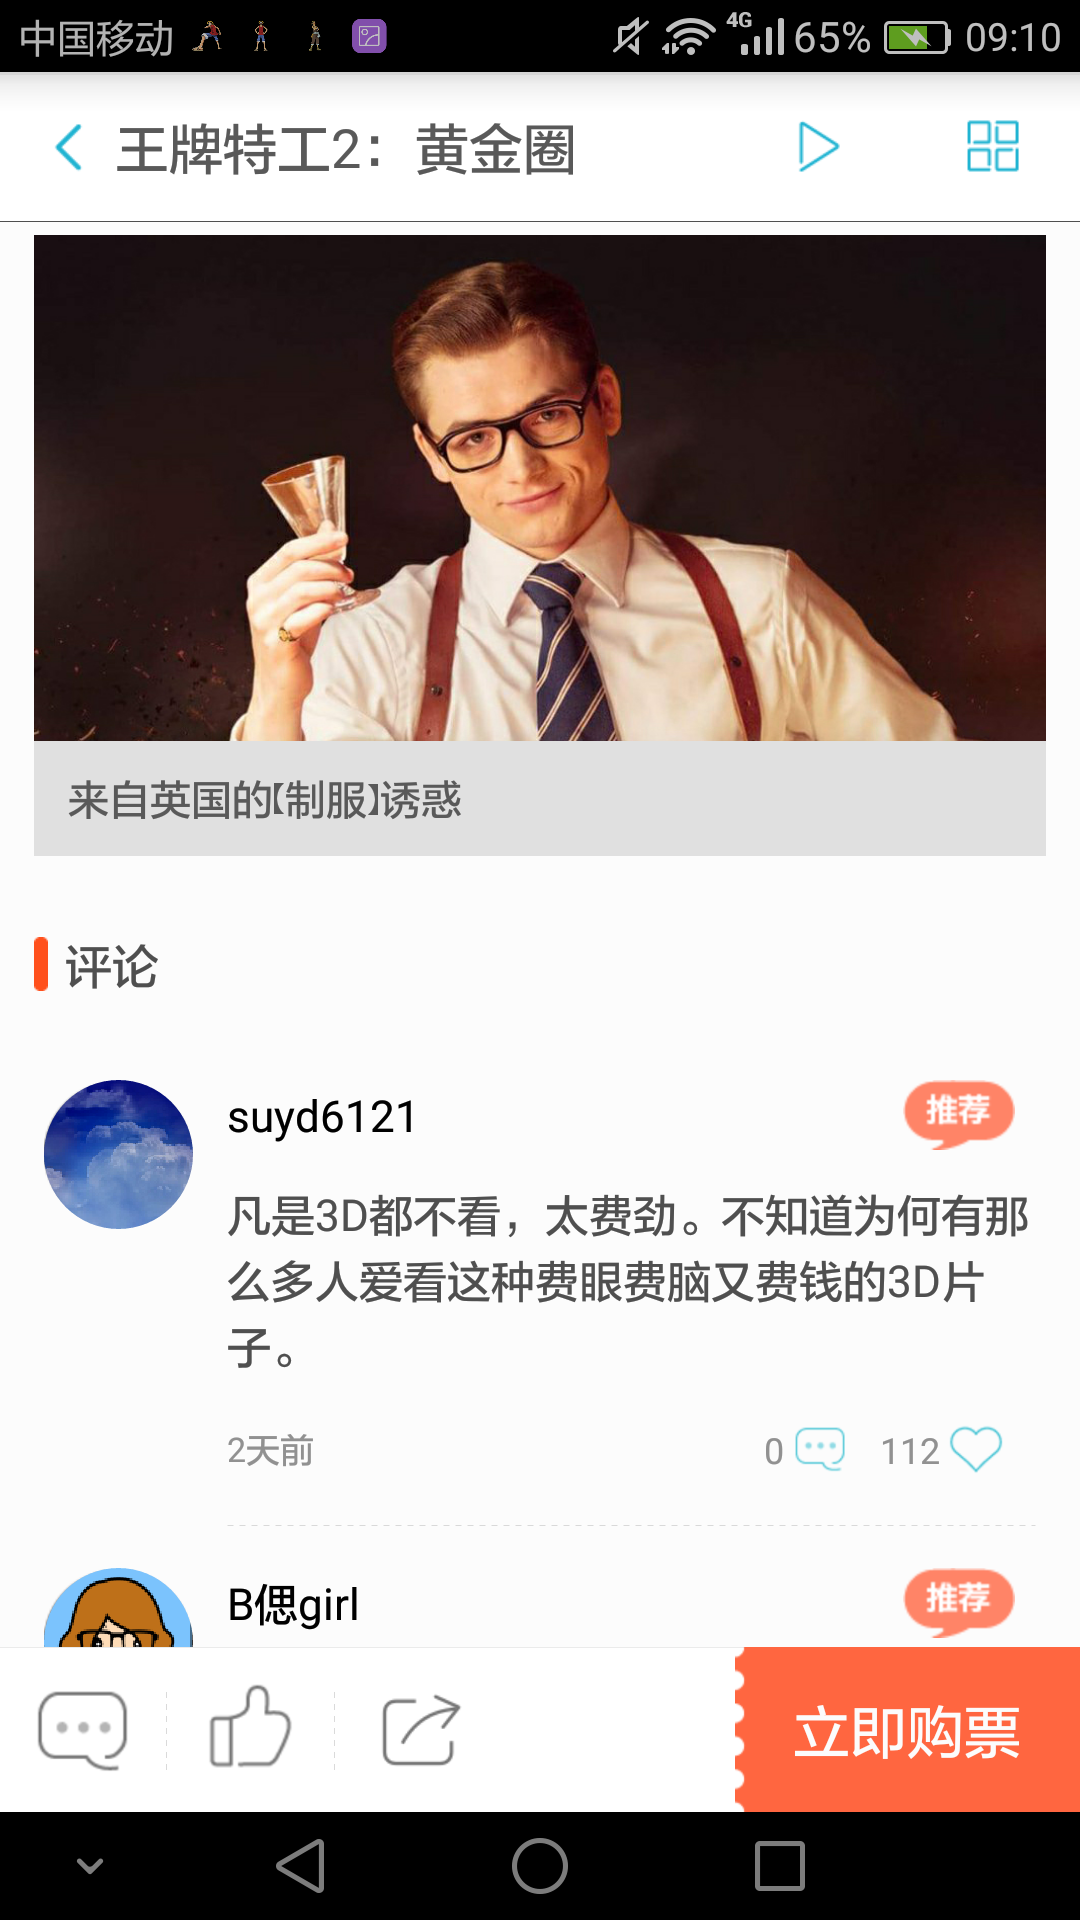 中国移动 4G 65% 09:10
王牌特工2：黄金圈
来自英国的【制服】诱惑
评论
suyd6121 推荐
凡是3D都不看，太费劲。不知道为何有那
么多人爱看这种费眼费脑又费钱的3D片
子。
2天前 0 112
B偲girl 推荐
立即购票